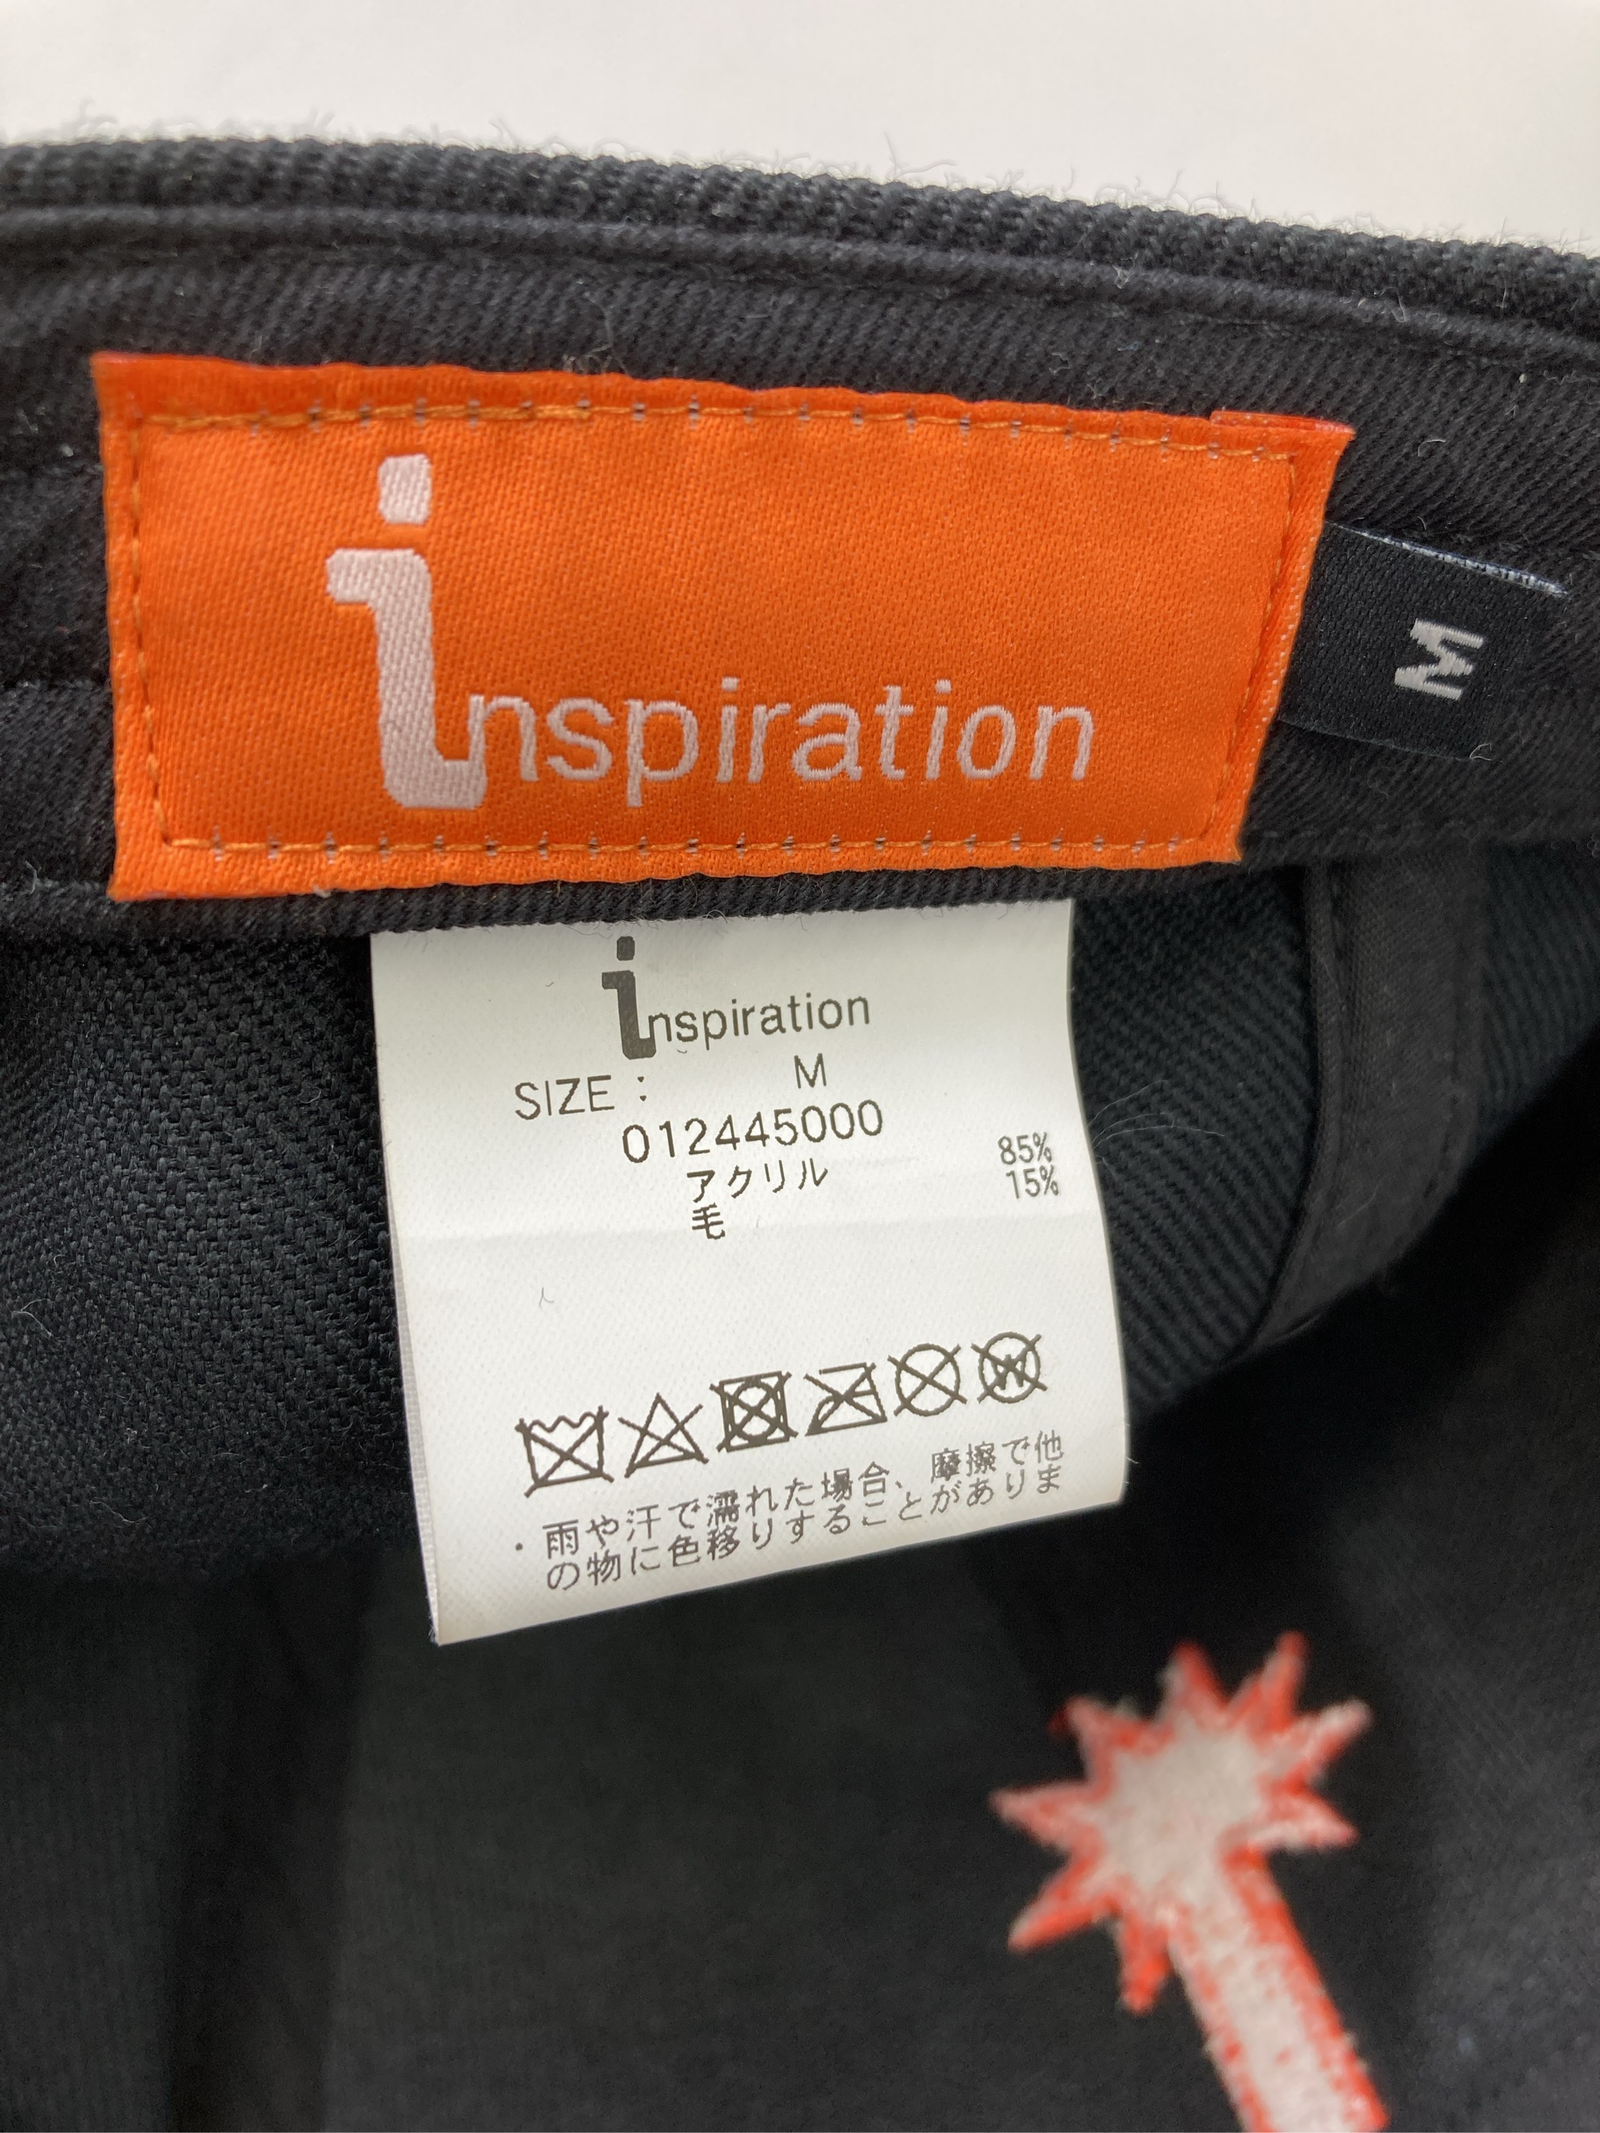 inspiration
M
inspiration
SIZE : M
012445000
アクリル 85%
毛 15%
・雨や汗で濡れた場合、摩擦で他
の物に色移りすることがありま